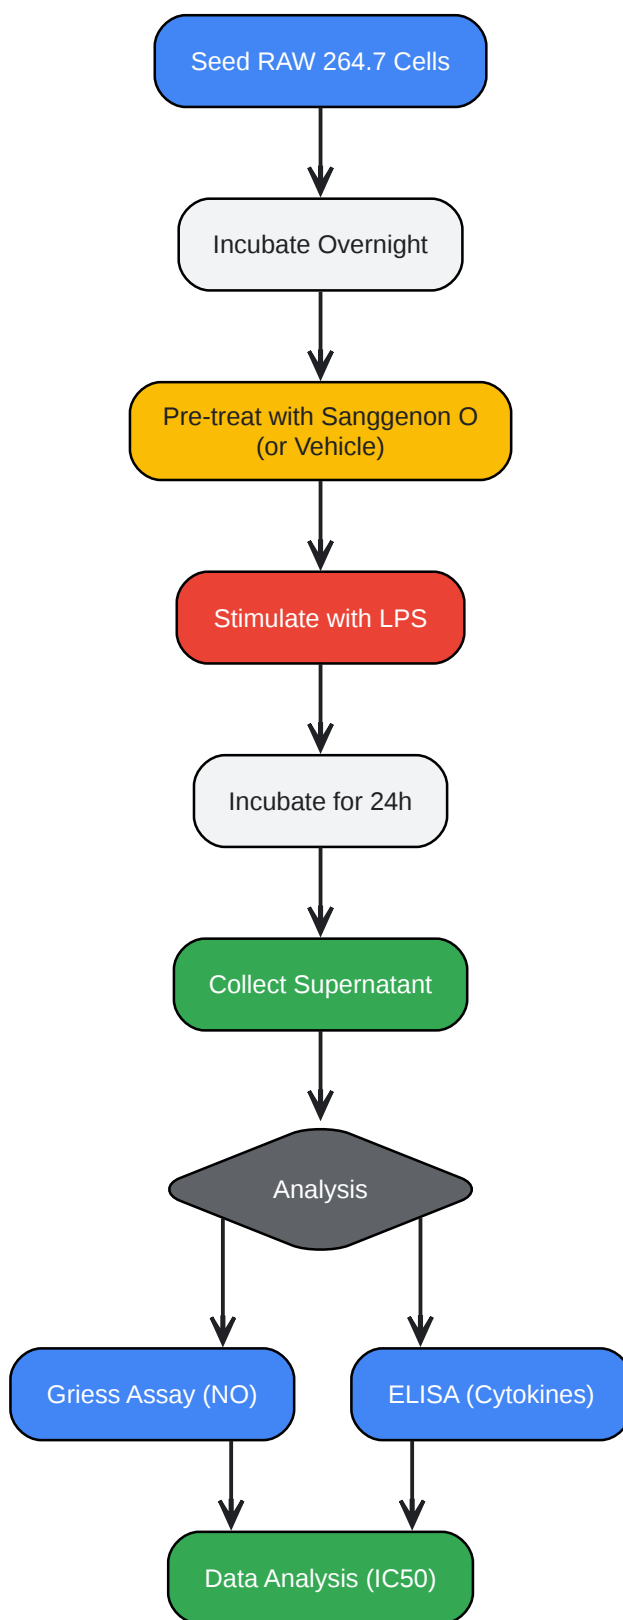 Seed RAW 264.7 Cells
Incubate Overnight
Pre-treat with Sanggenon O
(or Vehicle)
Stimulate with LPS
Incubate for 24h
Collect Supernatant
Analysis
Griess Assay (NO)
ELISA (Cytokines)
Data Analysis (IC50)